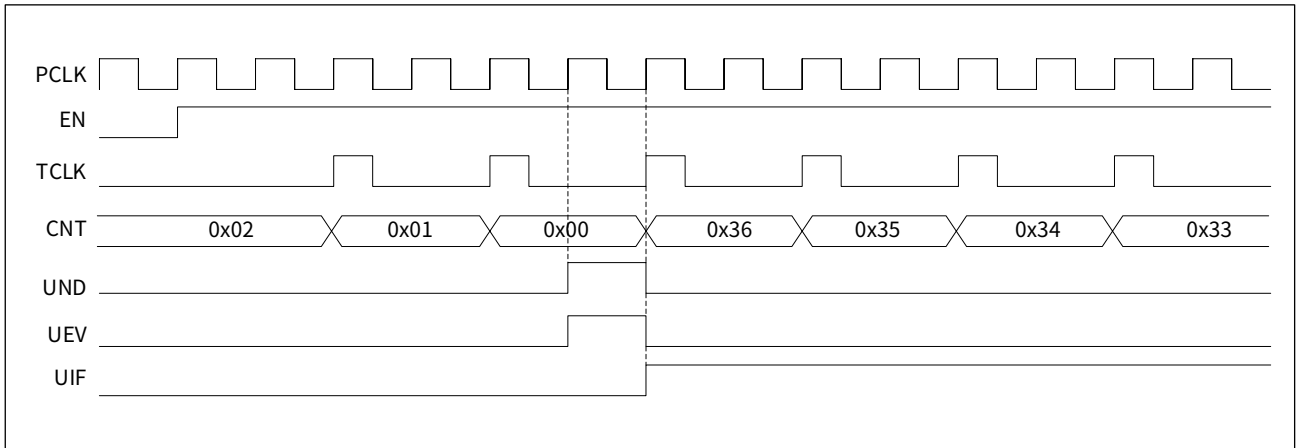 PCLK
EN
TCLK
CNT 0x02 0x01 0x00 0x36 0x35 0x34 0x33
UND
UEV
UIF